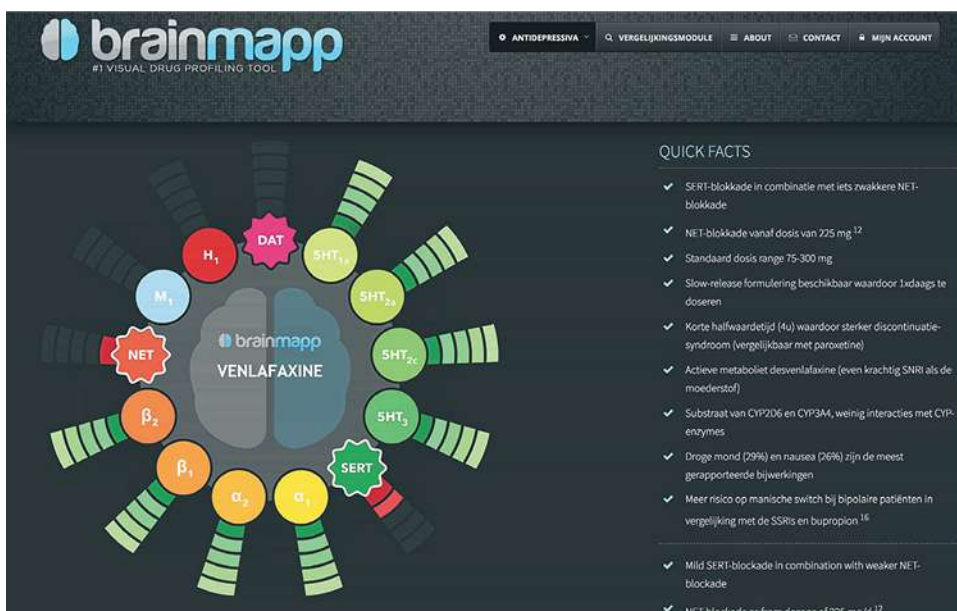 brainmapp
#1 VISUAL DRUG PROFILING TOOL
ANTIDEPRESSIVA
VERGELIJKINGSMODULE
ABOUT
CONTACT
MIJN ACCOUNT
DAT
5HT1a
5HT2a
5HT2c
5HT3
SERT
α1
α2
β1
β2
NET
M1
H1
brainmapp
VENLAFAXINE
QUICK FACTS
SERT-blokkade in combinatie met iets zwakkere NET-
blokkade
NET-blokkade vanaf dosis van 225 mg 12
Standaard dosis range 75-300 mg
Slow-release formulering beschikbaar waardoor 1xdaags te
doseren
Korte halfwaardetijd (4u) waardoor sterker discontinuatie-
syndroom (vergelijkbaar met paroxetine)
Actieve metaboliet desvenlafaxine (even krachtig SNRI als de
moederstof)
Substraat van CYP2D6 en CYP3A4, weinig interacties met CYP-
enzymes
Droge mond (29%) en nausea (26%) zijn de meest
gerapporteerde bijwerkingen
Meer risico op manische switch bij bipolaire patiënten in
vergelijking met de SSRIs en bupropion 16
Mild SERT-blockade in combination with weaker NET-
blockade